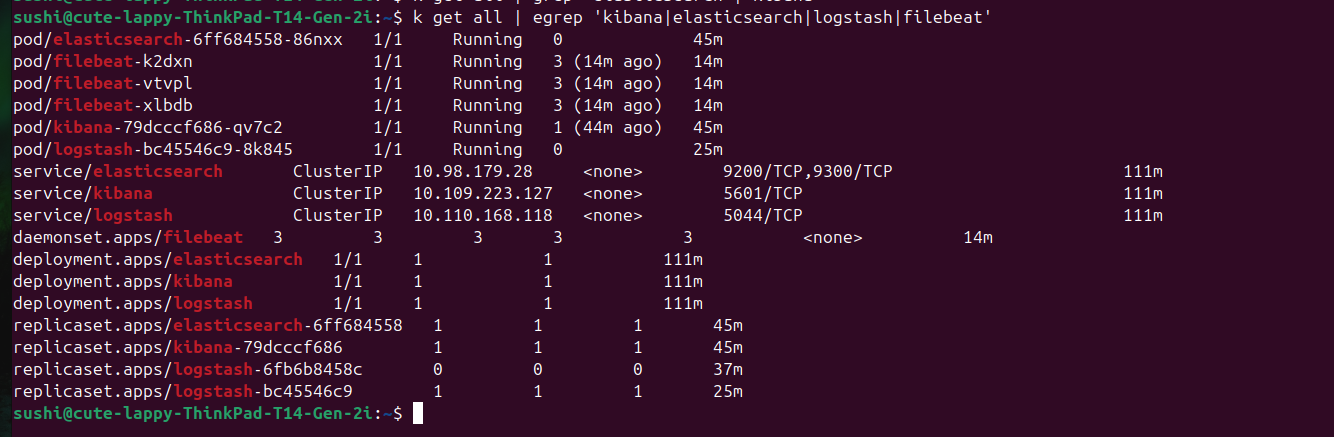 sushi@cute-lappy-ThinkPad-T14-Gen-2i:~$ k get all | egrep 'kibana|elasticsearch|logstash|filebeat'
pod/elasticsearch-6ff684558-86nxx 1/1 Running 0 45m
pod/filebeat-k2dxn 1/1 Running 3 (14m ago) 14m
pod/filebeat-vtvpl 1/1 Running 3 (14m ago) 14m
pod/filebeat-xlbdb 1/1 Running 3 (14m ago) 14m
pod/kibana-79dcccf686-qv7c2 1/1 Running 1 (44m ago) 45m
pod/logstash-bc45546c9-8k845 1/1 Running 0 25m
service/elasticsearch ClusterIP 10.98.179.28 <none> 9200/TCP,9300/TCP 111m
service/kibana ClusterIP 10.109.223.127 <none> 5601/TCP 111m
service/logstash ClusterIP 10.110.168.118 <none> 5044/TCP 111m
daemonset.apps/filebeat 3 3 3 3 3 <none> 14m
deployment.apps/elasticsearch 1/1 1 1 111m
deployment.apps/kibana 1/1 1 1 111m
deployment.apps/logstash 1/1 1 1 111m
replicaset.apps/elasticsearch-6ff684558 1 1 1 45m
replicaset.apps/kibana-79dcccf686 1 1 1 45m
replicaset.apps/logstash-6fb6b8458c 0 0 0 37m
replicaset.apps/logstash-bc45546c9 1 1 1 25m
sushi@cute-lappy-ThinkPad-T14-Gen-2i:~$